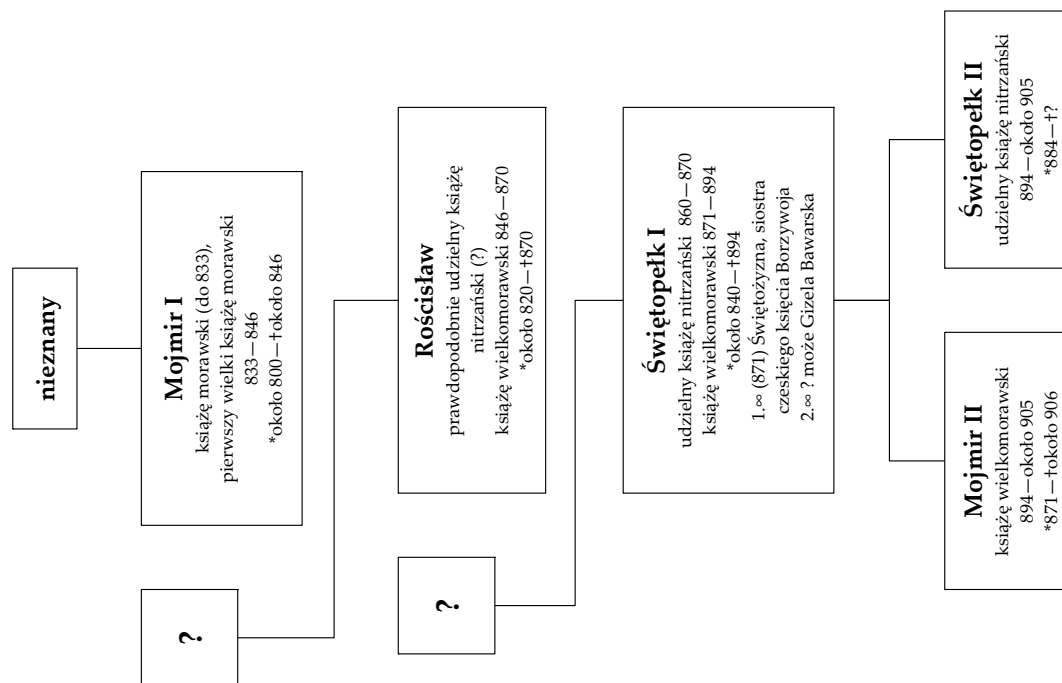 nieznany
?
Mojmir I
książę morawski (do 833),
pierwszy wielki książę morawski
833—846
*około 800—†około 846
?
Rościsław
prawdopodobnie udzielny książę
nitrzański (?)
książę wielkomorawski 846—870
*około 820—†870
Świętopełk I
udzielny książę nitrzański 860—870
książę wielkomorawski 871—894
*około 840—†894
1.∞ (871) Świętożyzna, siostra
czeskiego księcia Borzywoja
2.∞ ? może Gizela Bawarska
Mojmir II
książę wielkomorawski
894—około 905
*871—†około 906
Świętopełk II
udzielny książę nitrzański
894—około 905
*884—†?